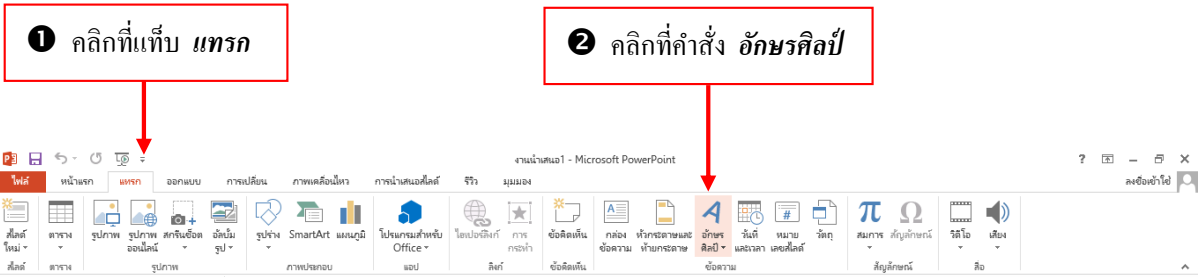 ❶ คลิกที่แท็บ แทรก
❷ คลิกที่คำสั่ง อักษรศิลป์
งานนำเสนอ1 - Microsoft PowerPoint
ไฟล์ หน้าแรก แทรก ออกแบบ การเปลี่ยน ภาพเคลื่อนไหว การนำเสนอสไลด์ รีวิว มุมมอง ลงชื่อเข้าใช้
สไลด์ ตาราง รูปภาพ รูปภาพ สกรีนช็อต อัลบั้ม รูปร่าง SmartArt แผนภูมิ โปรแกรมสำหรับ ไฮเปอร์ลิงก์ การ ข้อคิดเห็น กล่อง หัวกระดาษและ อักษร วันที่ หมาย วัตถุ สมการ สัญลักษณ์ วิดีโอ เสียง
ใหม่ ออนไลน์ รูป Office กระทำ ข้อความ ท้ายกระดาษ ศิลป์ และเวลา เลขสไลด์
สไลด์ ตาราง รูปภาพ ภาพประกอบ แอป ลิงก์ ข้อคิดเห็น ข้อความ สัญลักษณ์ สื่อ